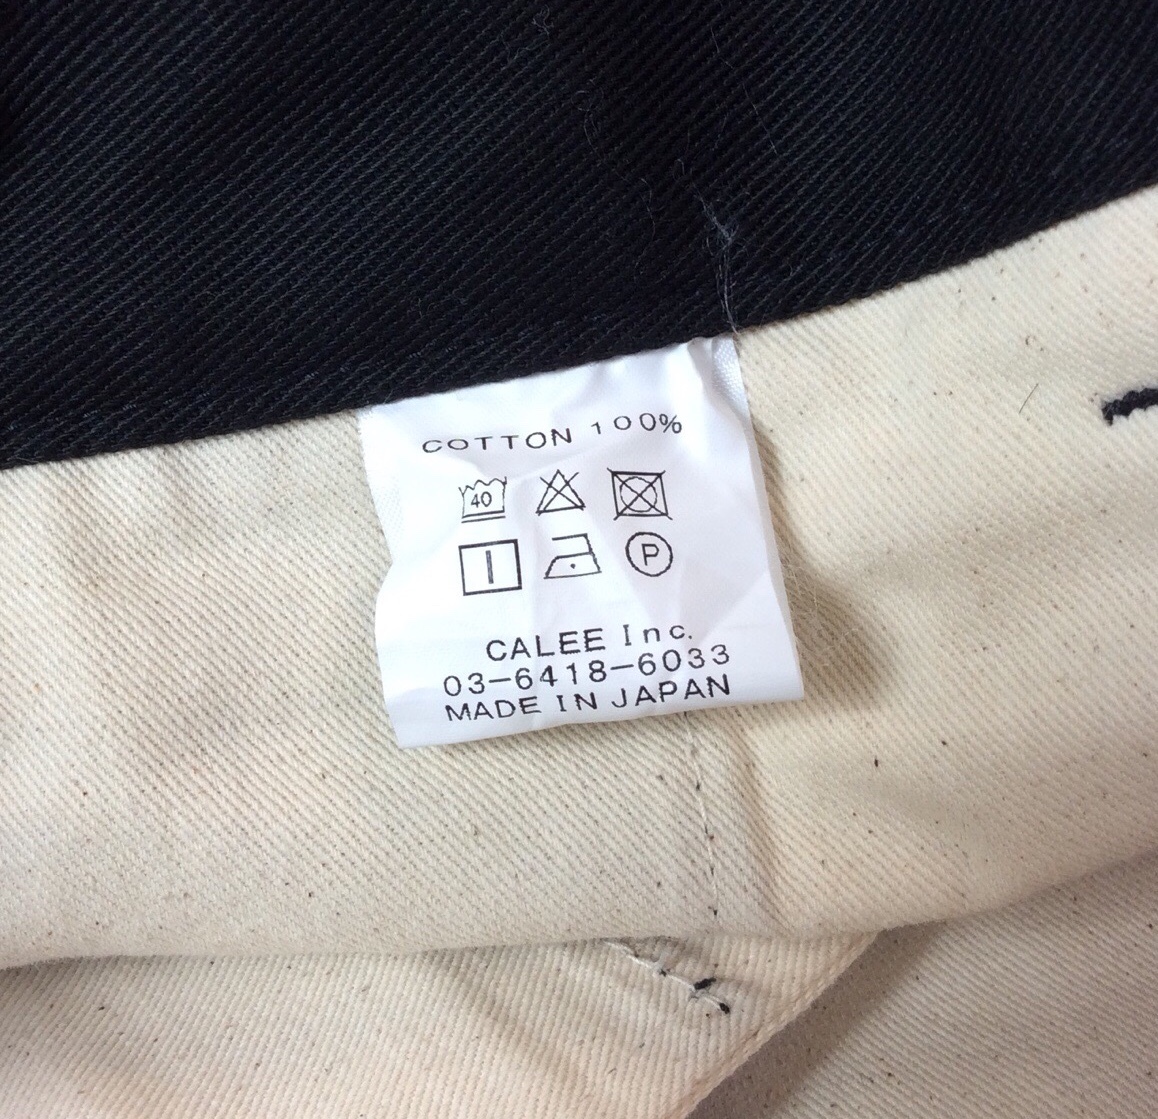 COTTON 100%
40
P
CALEE Inc.
03-6418-6033
MADE IN JAPAN